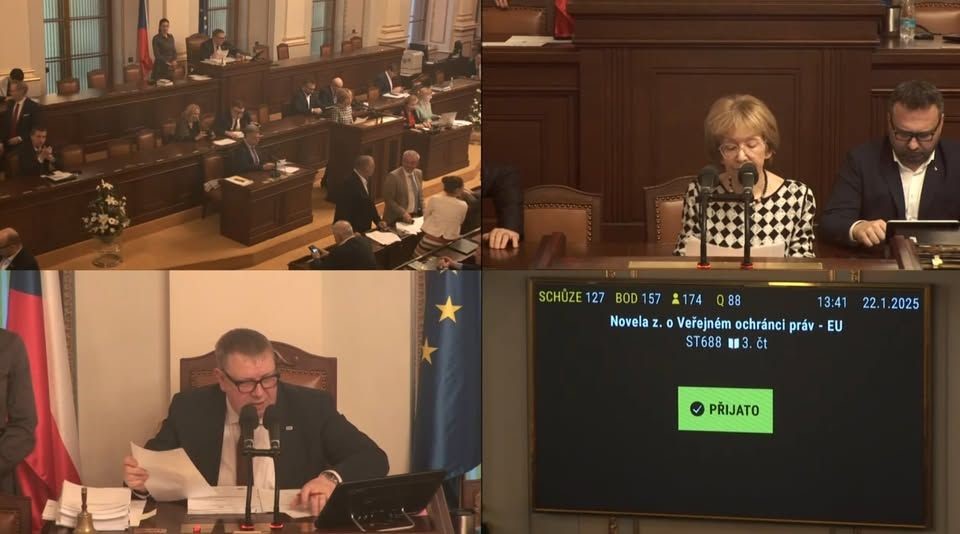 SCHŮZE 127 BOD 157 174 Q 88 13:41 22.1.2025
Novela z. o Veřejném ochránci práv - EU
ST688 3. čt
PŘIJATO